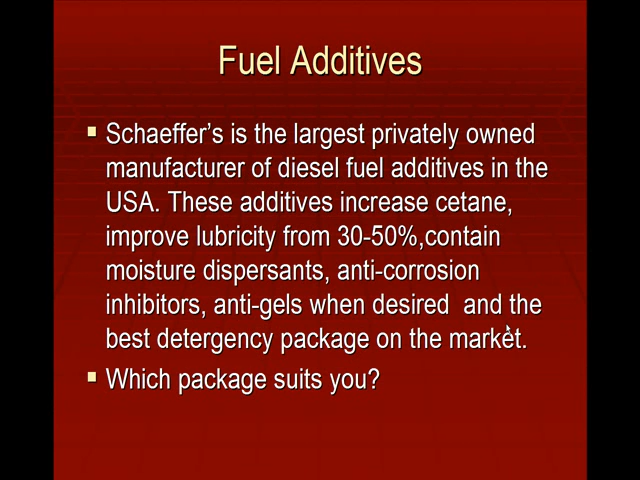 Fuel Additives
Schaeffer's is the largest privately owned
manufacturer of diesel fuel additives in the
USA. These additives increase cetane,
improve lubricity from 30-50%,contain
moisture dispersants, anti-corrosion
inhibitors, anti-gels when desired  and the
best detergency package on the market.
Which package suits you?